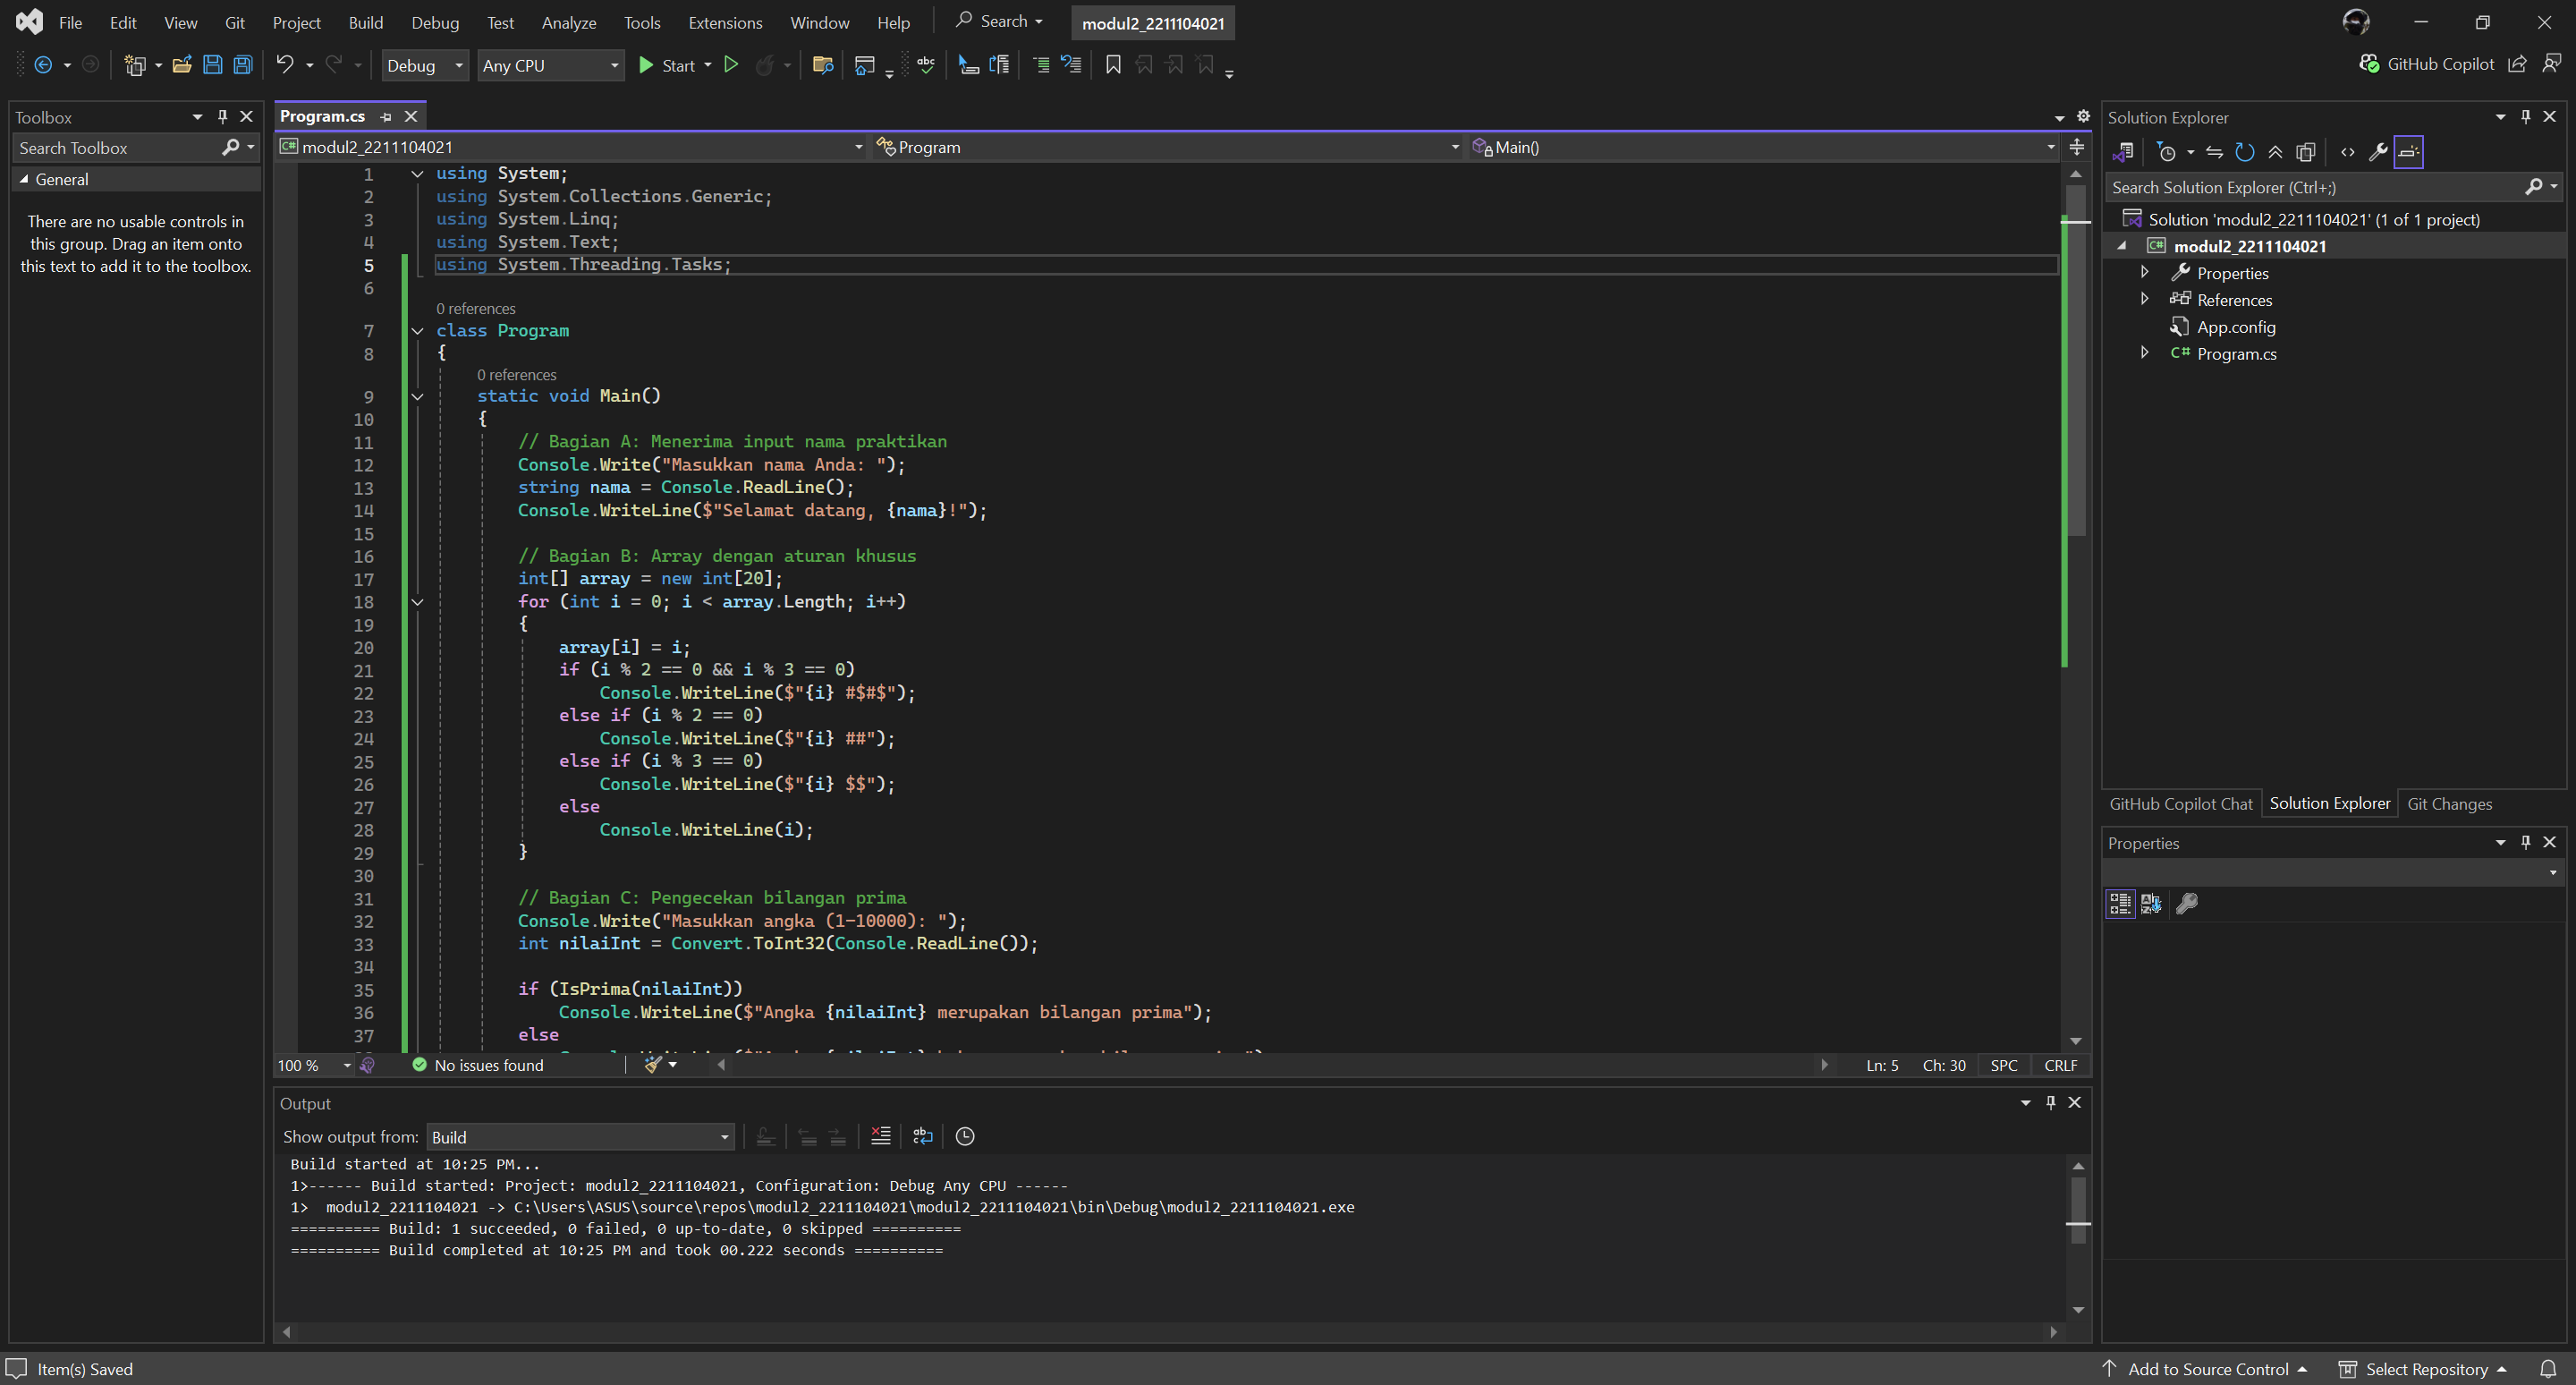 File Edit View Git Project Build Debug Test Analyze Tools Extensions Window Help Search modul2_2211104021
Debug Any CPU Start GitHub Copilot
Toolbox
Search Toolbox
General
There are no usable controls in
this group. Drag an item onto
this text to add it to the toolbox.
Program.cs
modul2_2211104021 Program Main()
1 using System;
2 using System.Collections.Generic;
3 using System.Linq;
4 using System.Text;
5 using System.Threading.Tasks;
6
0 references
7 class Program
8 {
0 references
9 static void Main()
10 {
11 // Bagian A: Menerima input nama praktikan
12 Console.Write("Masukkan nama Anda: ");
13 string nama = Console.ReadLine();
14 Console.WriteLine($"Selamat datang, {nama}!");
15
16 // Bagian B: Array dengan aturan khusus
17 int[] array = new int[20];
18 for (int i = 0; i < array.Length; i++)
19 {
20 array[i] = i;
21 if (i % 2 == 0 && i % 3 == 0)
22 Console.WriteLine($"{i} #$#$");
23 else if (i % 2 == 0)
24 Console.WriteLine($"{i} ##");
25 else if (i % 3 == 0)
26 Console.WriteLine($"{i} $$");
27 else
28 Console.WriteLine(i);
29 }
30
31 // Bagian C: Pengecekan bilangan prima
32 Console.Write("Masukkan angka (1-10000): ");
33 int nilaiInt = Convert.ToInt32(Console.ReadLine());
34
35 if (IsPrima(nilaiInt))
36 Console.WriteLine($"Angka {nilaiInt} merupakan bilangan prima");
37 else
100 % No issues found Ln: 5 Ch: 30 SPC CRLF
Output
Show output from: Build
Build started at 10:25 PM...
1>------ Build started: Project: modul2_2211104021, Configuration: Debug Any CPU ------
1> modul2_2211104021 -> C:\Users\ASUS\source\repos\modul2_2211104021\modul2_2211104021\bin\Debug\modul2_2211104021.exe
========== Build: 1 succeeded, 0 failed, 0 up-to-date, 0 skipped ==========
========== Build completed at 10:25 PM and took 00.222 seconds ==========
Solution Explorer
Search Solution Explorer (Ctrl+;)
Solution 'modul2_2211104021' (1 of 1 project)
C# modul2_2211104021
Properties
References
App.config
C# Program.cs
GitHub Copilot Chat Solution Explorer Git Changes
Properties
Item(s) Saved Add to Source Control Select Repository